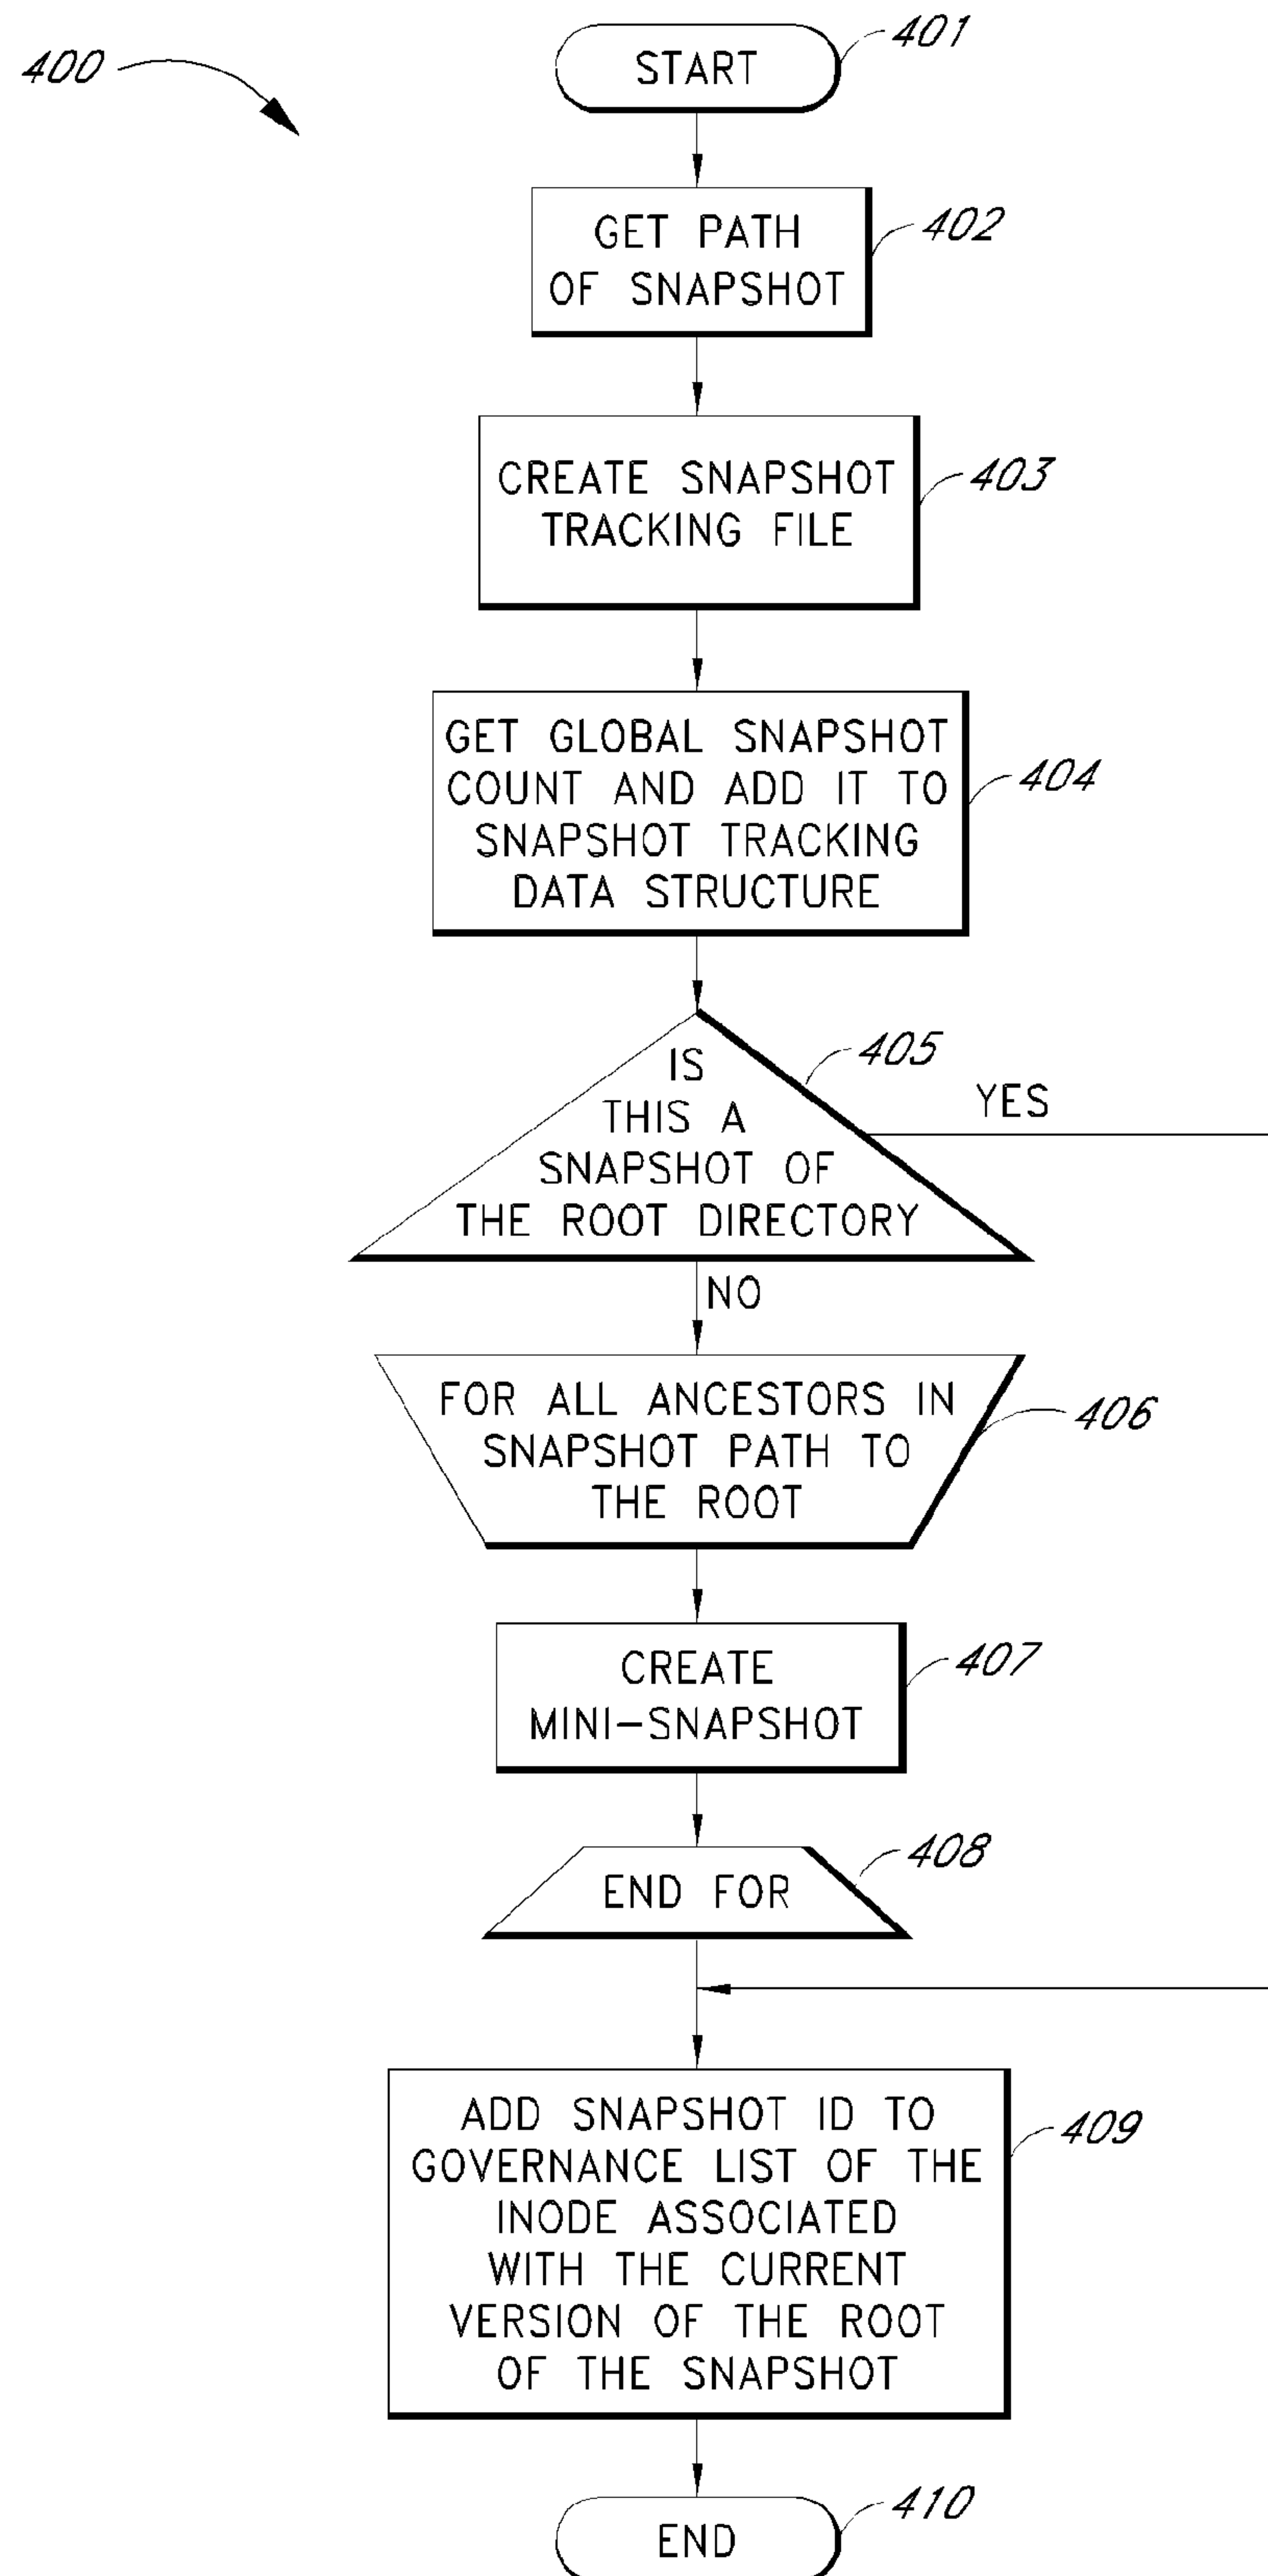 400
START
401
GET PATH
OF SNAPSHOT
402
CREATE SNAPSHOT
TRACKING FILE
403
GET GLOBAL SNAPSHOT
COUNT AND ADD IT TO
SNAPSHOT TRACKING
DATA STRUCTURE
404
IS
THIS A
SNAPSHOT OF
THE ROOT DIRECTORY
405
YES
NO
FOR ALL ANCESTORS IN
SNAPSHOT PATH TO
THE ROOT
406
CREATE
MINI-SNAPSHOT
407
END FOR
408
ADD SNAPSHOT ID TO
GOVERNANCE LIST OF THE
INODE ASSOCIATED
WITH THE CURRENT
VERSION OF THE ROOT
OF THE SNAPSHOT
409
END
410